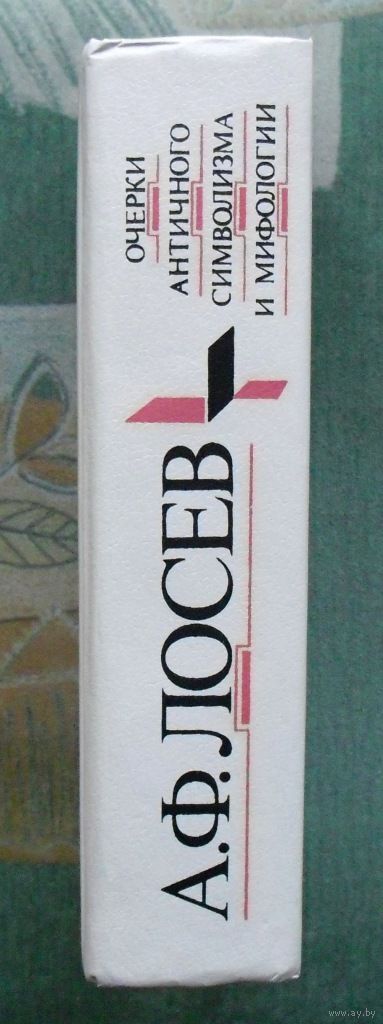 А.Ф. ЛОСЕВ
ОЧЕРКИ
АНТИЧНОГО
СИМВОЛИЗМА
И МИФОЛОГИИ
www.ay.by